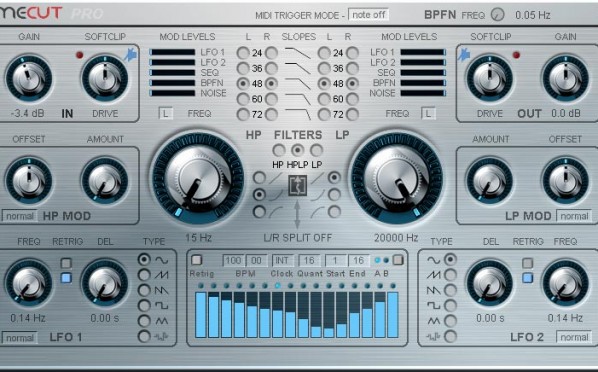 MECUT PRO
MIDI TRIGGER MODE - note off
BPFN FREQ 0.05 Hz
GAIN SOFTCLIP MOD LEVELS L R SLOPES L R MOD LEVELS SOFTCLIP GAIN
LFO 1 24 24 LFO 1
LFO 2 36 36 LFO 2
SEQ SEQ
BPFN 48 48 BPFN
NOISE 60 60 NOISE
-3.4 dB IN DRIVE L FREQ 72 72 FREQ L DRIVE OUT 0.0 dB
OFFSET AMOUNT HP FILTERS LP AMOUNT OFFSET
HP HPLP LP
normal HP MOD LP MOD normal
15 Hz L/R SPLIT OFF 20000 Hz
FREQ RETRIG DEL TYPE TYPE DEL RETRIG FREQ
100 00 INT 16 1 16
Retrig BPM Clock Quant Start End A B
0.14 Hz 0.00 s 0.00 s 0.14 Hz
normal LFO 1 LFO 2 normal